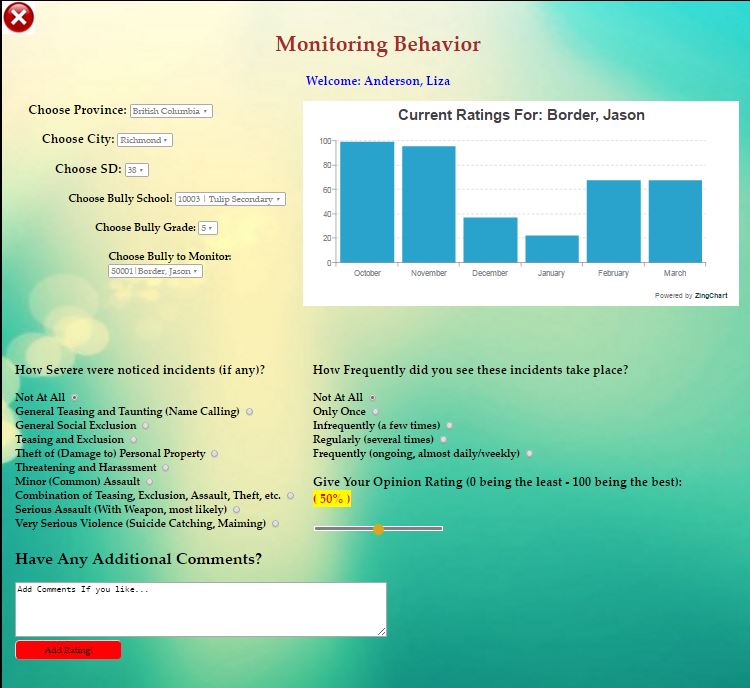 Monitoring Behavior
Welcome: Anderson, Liza
Choose Province: British Columbia
Choose City: Richmond
Choose SD: 38
Choose Bully School: 10003 | Tulip Secondary
Choose Bully Grade: 5
Choose Bully to Monitor:
50001|Border, Jason
Current Ratings For: Border, Jason
100
80
60
40
20
0
October November December January February March
Powered by ZingChart
How Severe were noticed incidents (if any)?
Not At All
General Teasing and Taunting (Name Calling)
General Social Exclusion
Teasing and Exclusion
Theft of (Damage to) Personal Property
Threatening and Harassment
Minor (Common) Assault
Combination of Teasing, Exclusion, Assault, Theft, etc.
Serious Assault (With Weapon, most likely)
Very Serious Violence (Suicide Catching, Maiming)
How Frequently did you see these incidents take place?
Not At All
Only Once
Infrequently (a few times)
Regularly (several times)
Frequently (ongoing, almost daily/weekly)
Give Your Opinion Rating (0 being the least - 100 being the best):
( 50% )
Have Any Additional Comments?
Add Comments If you like...
Add Rating!